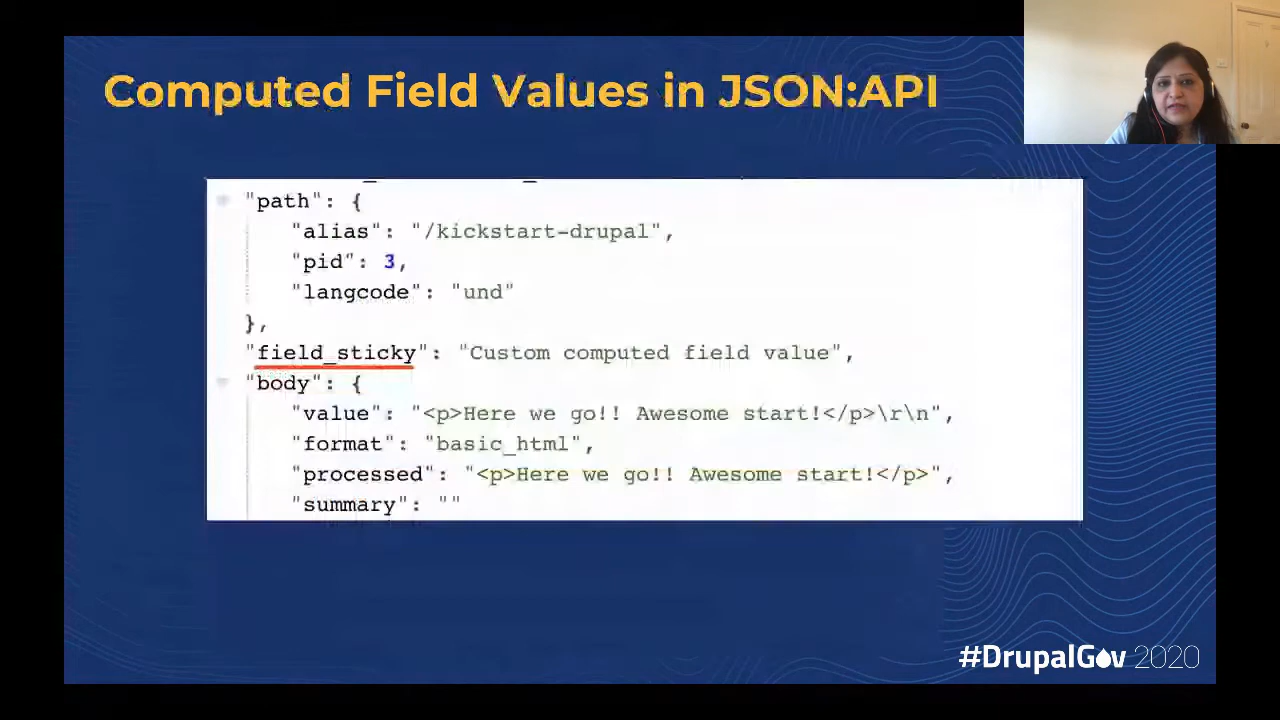 Computed Field Values in JSON:API
"path": {
"alias": "/kickstart-drupal",
"pid": 3,
"langcode": "und"
},
"field_sticky": "Custom computed field value",
"body": {
"value": "<p>Here we go!! Awesome start!</p>\r\n",
"format": "basic_html",
"processed": "<p>Here we go!! Awesome start!</p>",
"summary": ""
#DrupalGov 2020